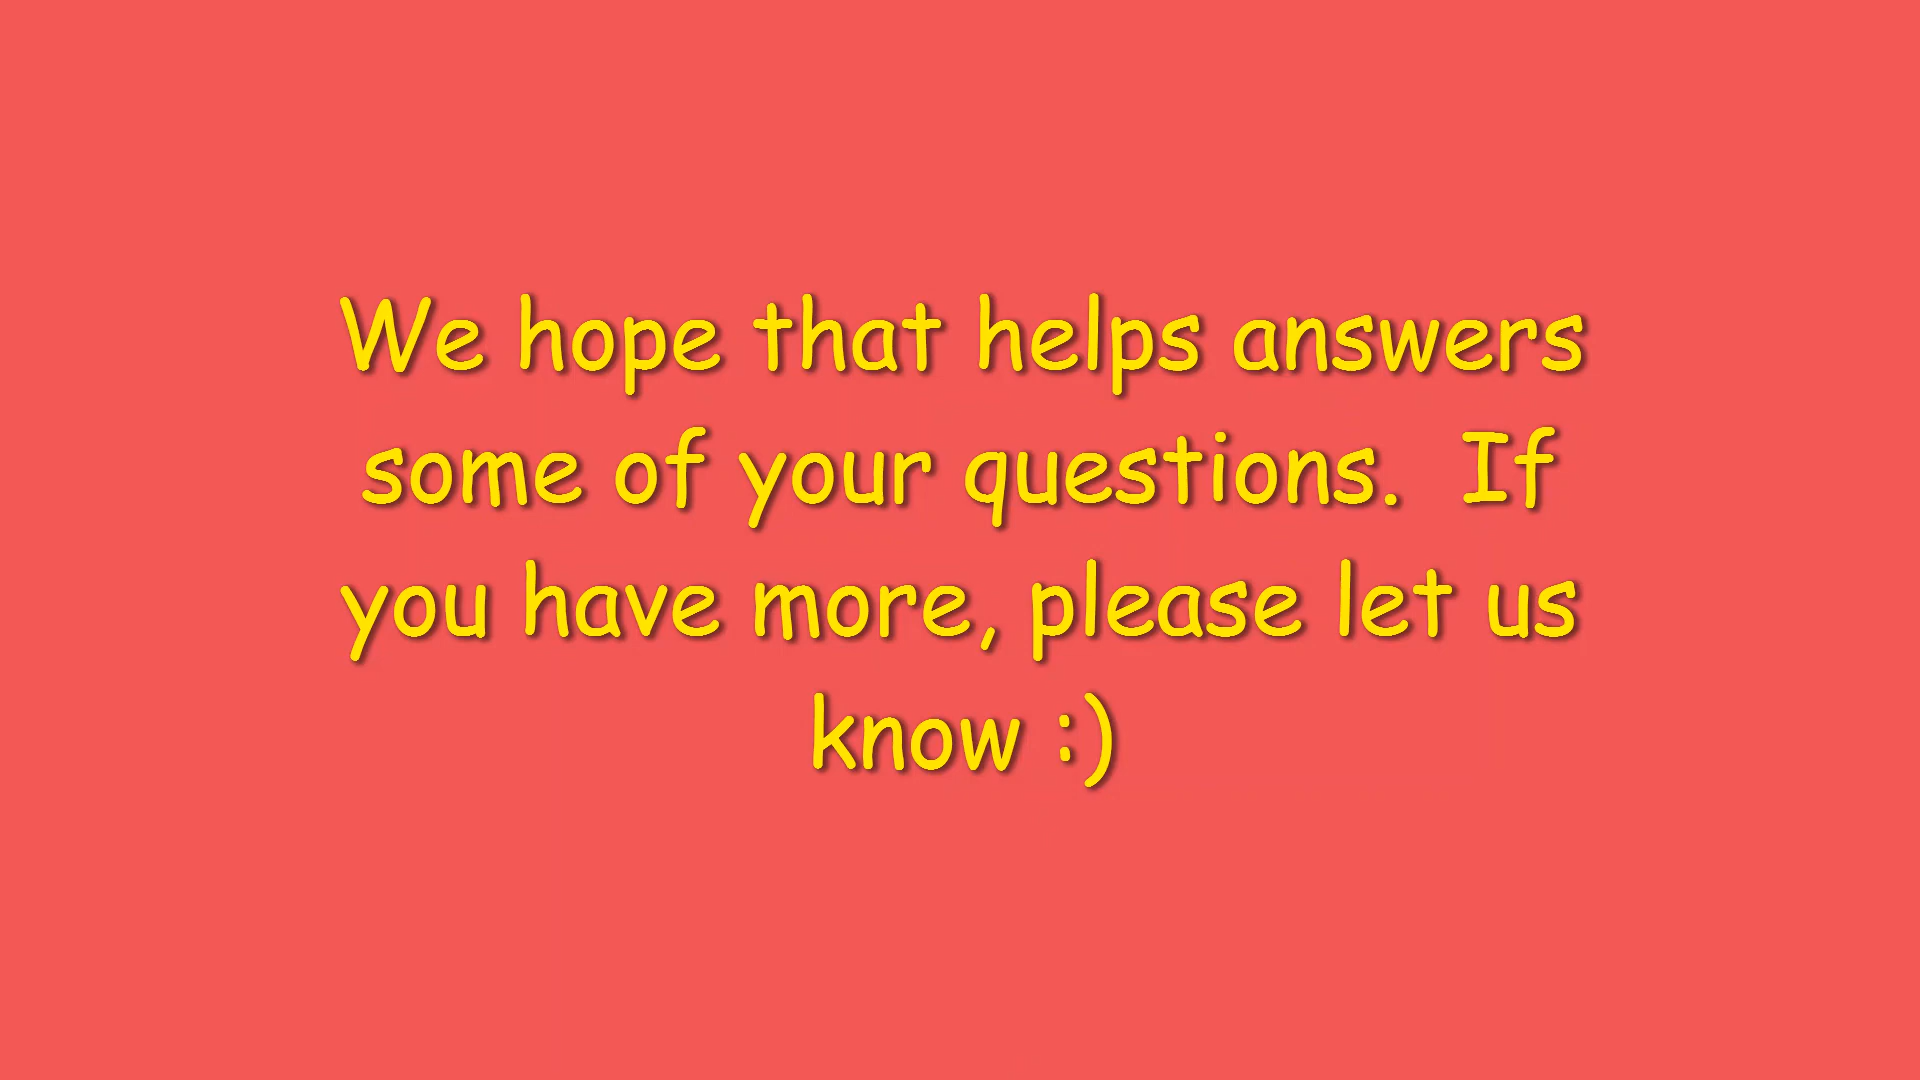 We hope that helps answers
some of your questions.  If
you have more, please let us
know :)